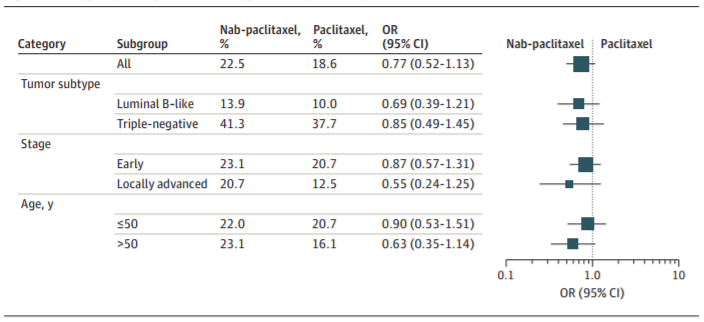 Category Subgroup Nab-paclitaxel, % Paclitaxel, % OR (95% CI) Nab-paclitaxel Paclitaxel
All 22.5 18.6 0.77 (0.52-1.13)
Tumor subtype
Luminal B-like 13.9 10.0 0.69 (0.39-1.21)
Triple-negative 41.3 37.7 0.85 (0.49-1.45)
Stage
Early 23.1 20.7 0.87 (0.57-1.31)
Locally advanced 20.7 12.5 0.55 (0.24-1.25)
Age, y
≤50 22.0 20.7 0.90 (0.53-1.51)
>50 23.1 16.1 0.63 (0.35-1.14)
0.1 1.0 10
OR (95% CI)